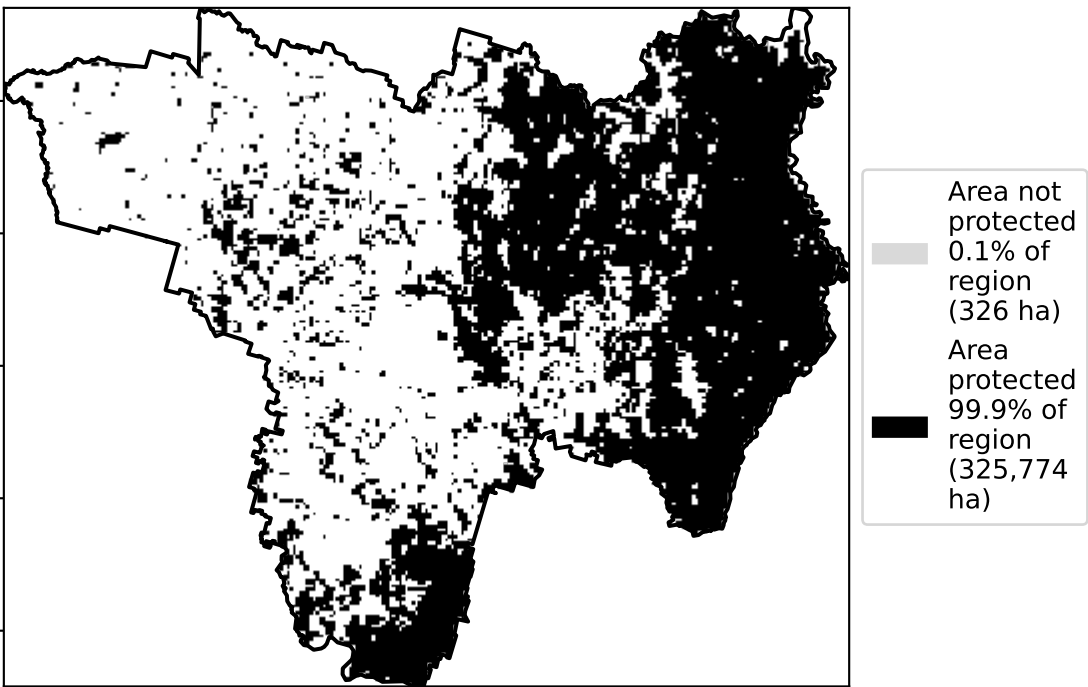 Area not
protected
0.1% of
region
(326 ha)
Area
protected
99.9% of
region
(325,774
ha)